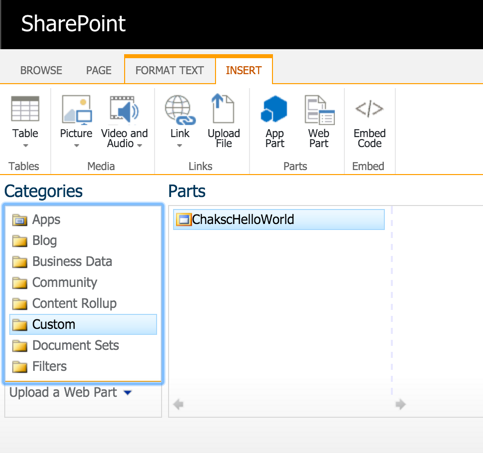 SharePoint
BROWSE PAGE FORMAT TEXT INSERT
Table Picture Video and Audio Link Upload File App Part Web Part Embed Code
Tables Media Links Parts Embed
Categories
Apps
Blog
Business Data
Community
Content Rollup
Custom
Document Sets
Filters
Upload a Web Part
Parts
ChakscHelloWorld